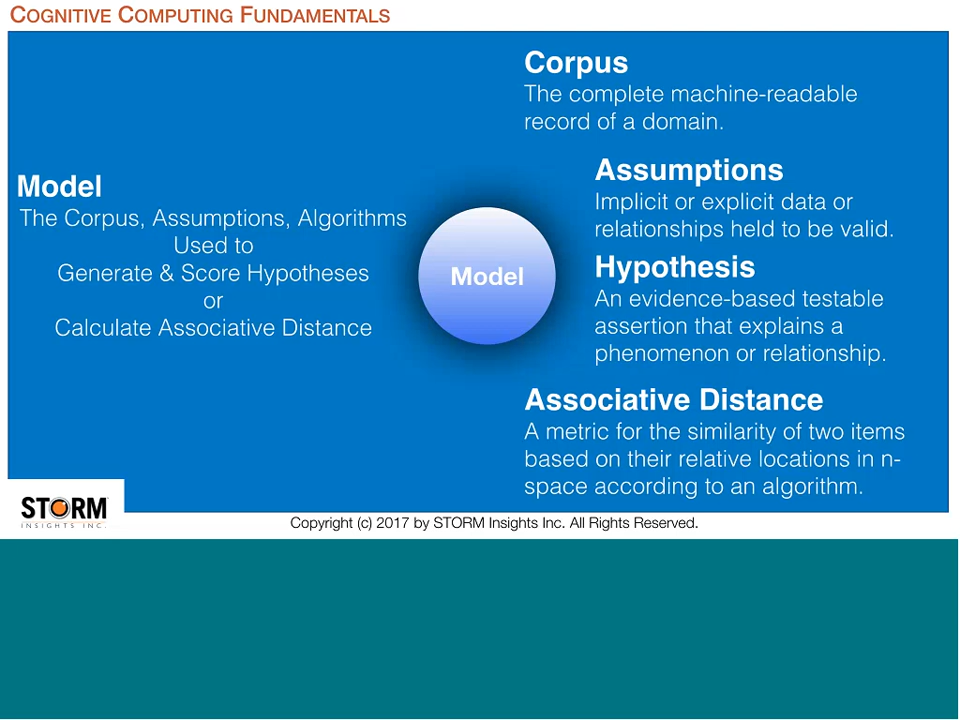 COGNITIVE COMPUTING FUNDAMENTALS
Model
The Corpus, Assumptions, Algorithms
Used to
Generate & Score Hypotheses
or
Calculate Associative Distance
Model
Corpus
The complete machine-readable
record of a domain.
Assumptions
Implicit or explicit data or
relationships held to be valid.
Hypothesis
An evidence-based testable
assertion that explains a
phenomenon or relationship.
Associative Distance
A metric for the similarity of two items
based on their relative locations in n-
space according to an algorithm.
STORM
INSIGHTS INC.
Copyright (c) 2017 by STORM Insights Inc. All Rights Reserved.